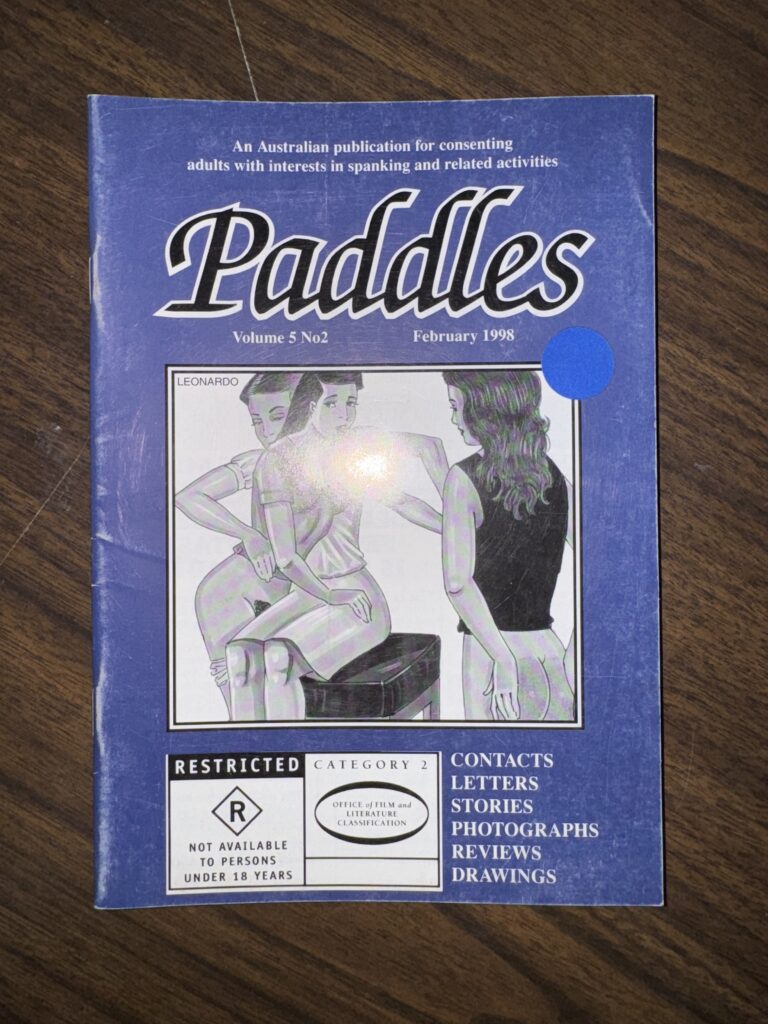 An Australian publication for consenting
adults with interests in spanking and related activities
Paddles
Volume 5 No2
February 1998
LEONARDO
RESTRICTED
R
NOT AVAILABLE
TO PERSONS
UNDER 18 YEARS
CATEGORY 2
OFFICE of FILM and
LITERATURE
CLASSIFICATION
CONTACTS
LETTERS
STORIES
PHOTOGRAPHS
REVIEWS
DRAWINGS